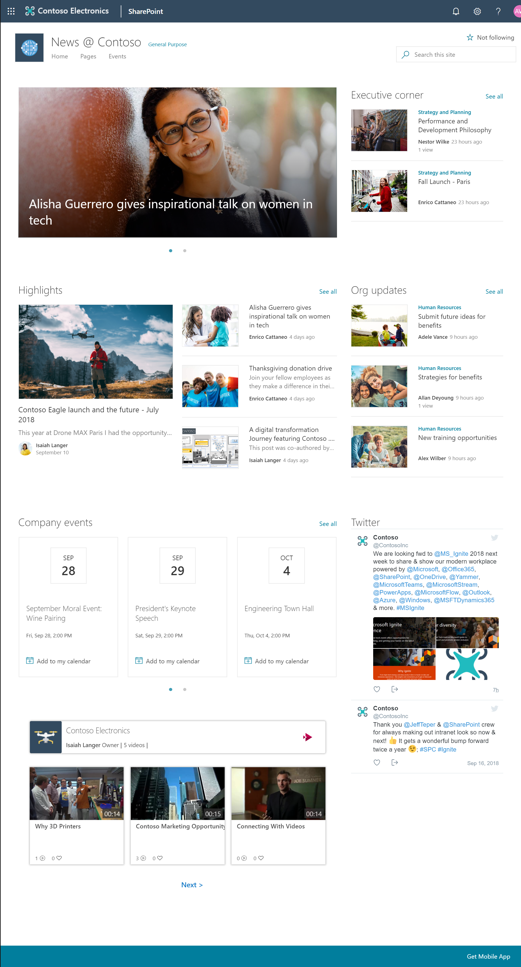 Contoso Electronics
SharePoint
News @ Contoso
General Purpose
Home
Pages
Events
Not following
Search this site
Alisha Guerrero gives inspirational talk on women in
tech
Executive corner
See all
Strategy and Planning
Performance and
Development Philosophy
Nestor Wilke 23 hours ago
1 view
Strategy and Planning
Fall Launch - Paris
Enrico Cattaneo 23 hours ago
Highlights
See all
Contoso Eagle launch and the future - July
2018
This year at Drone MAX Paris I had the opportunity...
Isaiah Langer
September 10
Alisha Guerrero gives
inspirational talk on women
in tech
Enrico Cattaneo 4 days ago
Thanksgiving donation drive
Join your fellow employees as
they make a difference in thei...
Enrico Cattaneo 4 days ago
A digital transformation
Journey featuring Contoso ....
This post was co-authored by...
Isaiah Langer 4 days ago
Org updates
See all
Human Resources
Submit future ideas for
benefits
Adele Vance 9 hours ago
Human Resources
Strategies for benefits
Allan Deyoung 9 hours ago
1 view
Human Resources
New training opportunities
Alex Wilber 9 hours ago
Company events
See all
SEP
28
September Moral Event:
Wine Pairing
Fri, Sep 28, 2:00 PM
Add to my calendar
SEP
29
President's Keynote
Speech
Sat, Sep 29, 2:00 PM
Add to my calendar
OCT
4
Engineering Town Hall
Thu, Oct 4, 2:00 PM
Add to my calendar
Twitter
Contoso
@ContosoInc
We are looking fwd to @MS_Ignite 2018 next
week to share & show our modern workplace
powered by @Microsoft, @Office365,
@SharePoint, @OneDrive, @Yammer,
@MicrosoftTeams, @MicrosoftStream,
@PowerApps, @MicrosoftFlow, @Outlook,
@Azure, @Windows, @MSFTDynamics365
& more. #MSIgnite
7h
Contoso
@ContosoInc
Thank you @JeffTeper & @SharePoint crew
for always making out intranet look so now &
next! 👍 It gets a wonderful bump forward
twice a year 😉. #SPC #Ignite
Sep 16, 2018
Contoso Electronics
Isaiah Langer Owner [ 5 videos ]
00:14
Why 3D Printers
1
0
00:15
Contoso Marketing Opportunity
3
0
00:14
Connecting With Videos
0
0
Next >
Get Mobile App